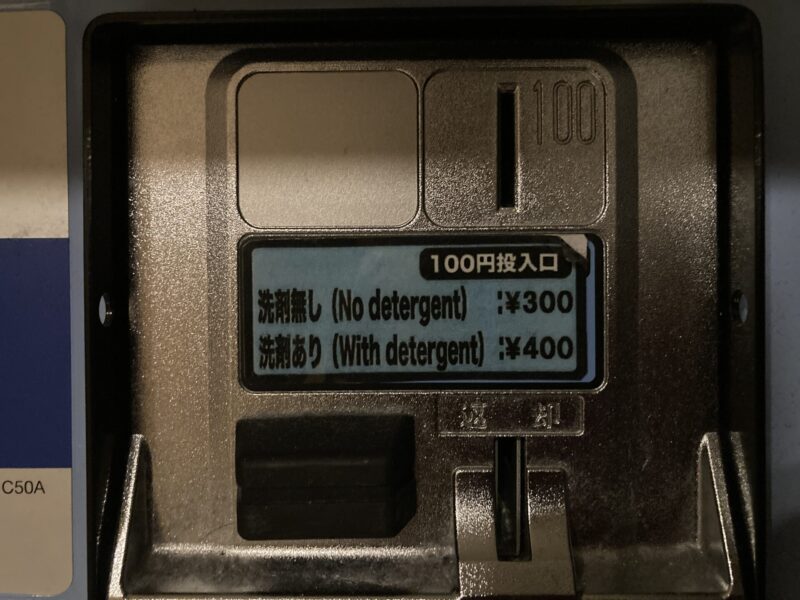 100
100円投入口
洗剤無し (No detergent) :¥300
洗剤あり (With detergent) :¥400
返 却
C50A